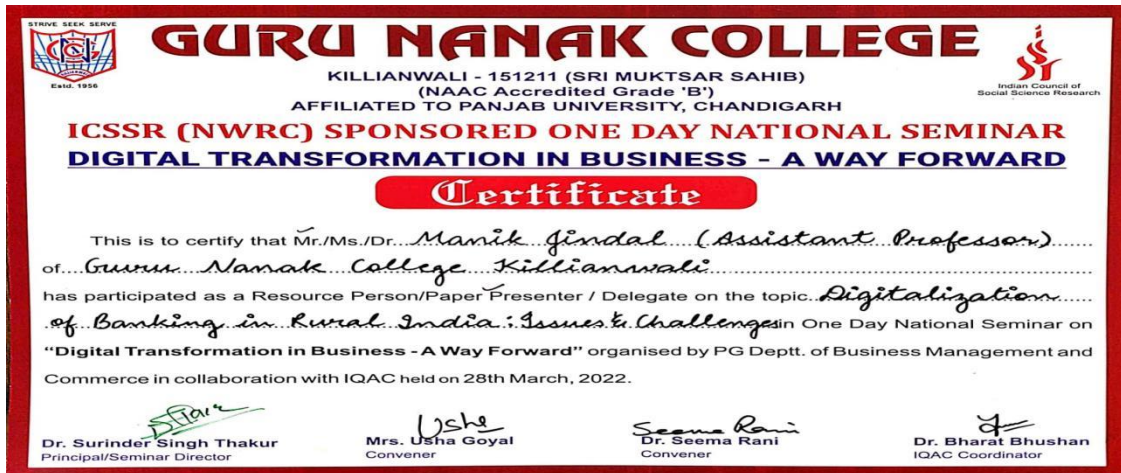 STRIVE SEEK SERVE
GNC
Estd. 1956
GURU NANAK COLLEGE
KILLIANWALI - 151211 (SRI MUKTSAR SAHIB)
(NAAC Accredited Grade 'B')
AFFILIATED TO PANJAB UNIVERSITY, CHANDIGARH
Indian Council of
Social Science Research
ICSSR (NWRC) SPONSORED ONE DAY NATIONAL SEMINAR
DIGITAL TRANSFORMATION IN BUSINESS - A WAY FORWARD
Certificate
This is to certify that Mr./Ms./Dr... Manik Jindal (Assistant Professor)......
of... Guru Nanak College Killianwali......
has participated as a Resource Person/Paper Presenter / Delegate on the topic... Digitalization.....
of Banking in Rural India : Issues & Challenges in One Day National Seminar on
"Digital Transformation in Business - A Way Forward" organised by PG Deptt. of Business Management and
Commerce in collaboration with IQAC held on 28th March, 2022.
Usha
Seema Rani
Dr. Surinder Singh Thakur
Principal/Seminar Director
Mrs. Usha Goyal
Convener
Dr. Seema Rani
Convener
Dr. Bharat Bhushan
IQAC Coordinator